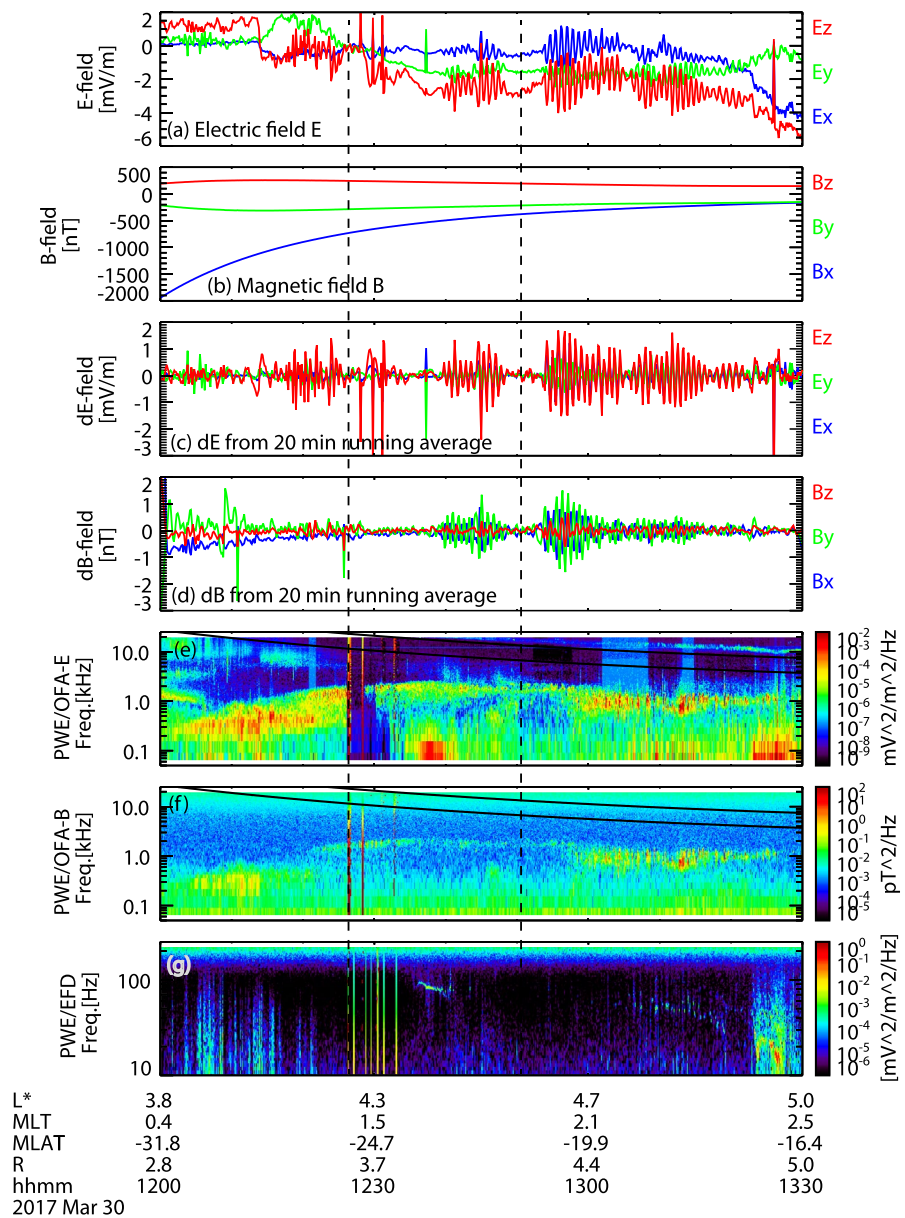 2
0
-2
-4
-6
E-field
[mV/m]
(a) Electric field E
Ez
Ey
Ex
500
0
-500
-1000
-1500
-2000
B-field
[nT]
(b) Magnetic field B
Bz
By
Bx
2
1
0
-1
-2
-3
dE-field
[mV/m]
(c) dE from 20 min running average
Ez
Ey
Ex
2
1
0
-1
-2
-3
dB-field
[nT]
(d) dB from 20 min running average
Bz
By
Bx
(e)
10.0
1.0
0.1
PWE/OFA-E
Freq.[kHz]
10^-2
10^-3
10^-4
10^-5
10^-6
10^-7
10^-8
10^-9
mV^2/m^2/Hz
(f)
10.0
1.0
0.1
PWE/OFA-B
Freq.[kHz]
10^2
10^1
10^0
10^-1
10^-2
10^-3
10^-4
10^-5
pT^2/Hz
(g)
100
10
PWE/EFD
Freq.[Hz]
10^0
10^-1
10^-2
10^-3
10^-4
10^-5
10^-6
[mV^2/m^2/Hz]
L* 3.8 4.3 4.7 5.0
MLT 0.4 1.5 2.1 2.5
MLAT -31.8 -24.7 -19.9 -16.4
R 2.8 3.7 4.4 5.0
hhmm 1200 1230 1300 1330
2017 Mar 30